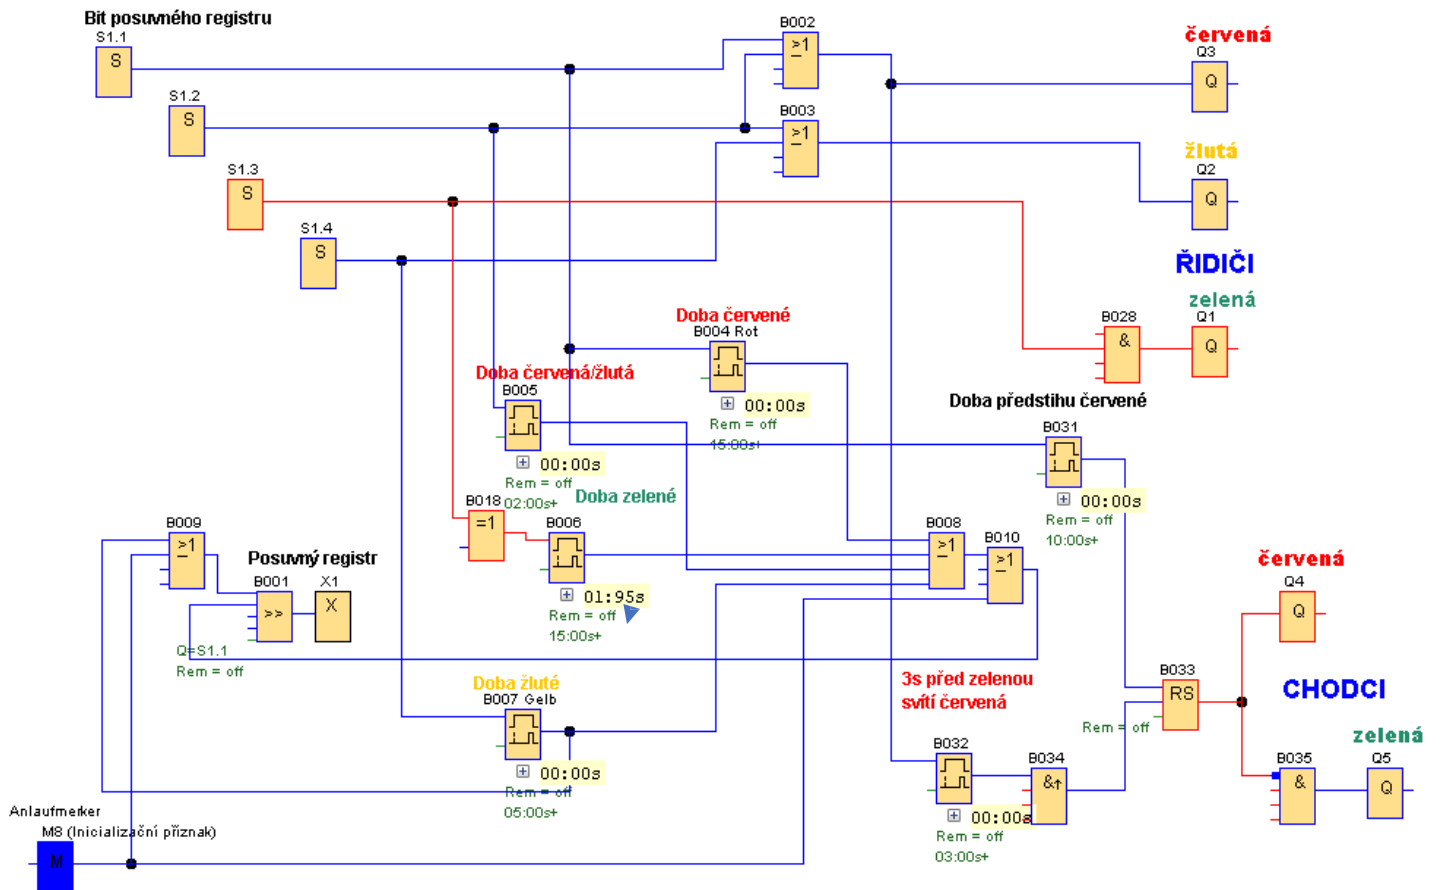 Bit posuvného registru
S1.1
S
S1.2
S
S1.3
S
S1.4
S
B002
>1
B003
>1
červená
Q3
Q
žlutá
Q2
Q
ŘIDIČI
zelená
B028
&
Q1
Q
Doba červené
B004 Rot
00:00s
Rem = off
15:00s+
Doba červená/žlutá
B005
00:00s
Rem = off
02:00s+
Doba předstihu červené
B031
00:00s
Rem = off
10:00s+
Doba zelené
B018
=1
B006
01:95s
Rem = off
15:00s+
B008
>1
B010
>1
B009
>1
Posuvný registr
B001
>>
X1
X
Q=S1.1
Rem = off
Doba žluté
B007 Gelb
00:00s
Rem = off
05:00s+
3s před zelenou
svítí červená
B032
00:00s
Rem = off
03:00s+
B034
&↑
B033
RS
Rem = off
červená
Q4
Q
CHODCI
zelená
B035
&
Q5
Q
Anlaufmerker
M8 (Inicializační příznak)
M